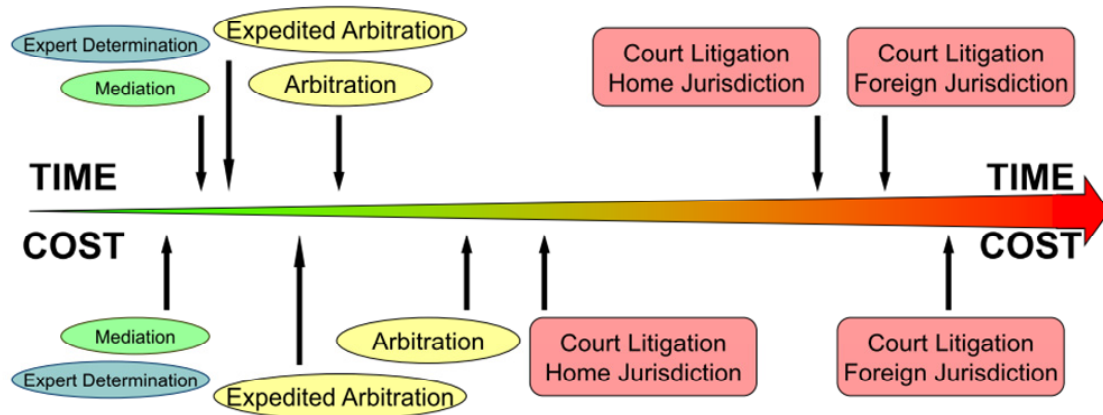 Expert Determination
Mediation
Expedited Arbitration
Arbitration
Court Litigation
Home Jurisdiction
Court Litigation
Foreign Jurisdiction
TIME
TIME
COST
COST
Mediation
Expert Determination
Expedited Arbitration
Arbitration
Court Litigation
Home Jurisdiction
Court Litigation
Foreign Jurisdiction